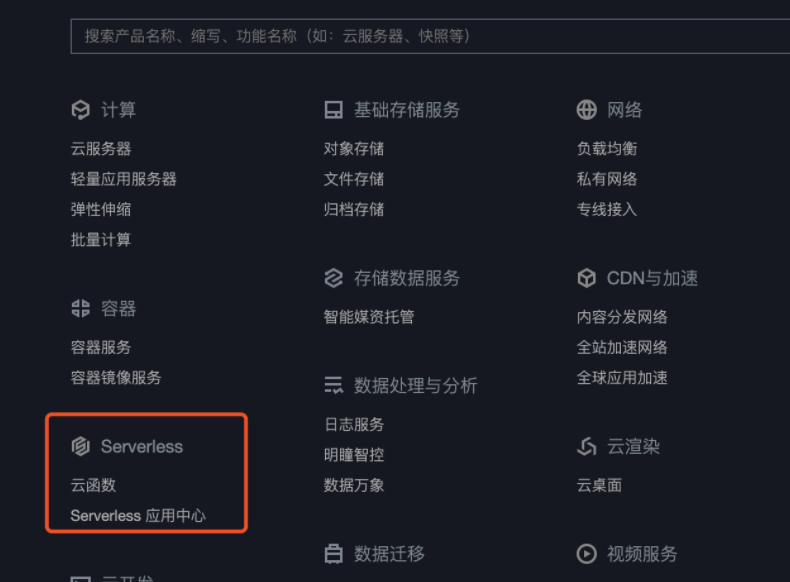 搜索产品名称、缩写、功能名称（如：云服务器、快照等）
计算
云服务器
轻量应用服务器
弹性伸缩
批量计算
容器
容器服务
容器镜像服务
Serverless
云函数
Serverless 应用中心
云开发
基础存储服务
对象存储
文件存储
归档存储
存储数据服务
智能媒资托管
数据处理与分析
日志服务
明瞳智控
数据万象
数据迁移
网络
负载均衡
私有网络
专线接入
CDN与加速
内容分发网络
全站加速网络
全球应用加速
云渲染
云桌面
视频服务